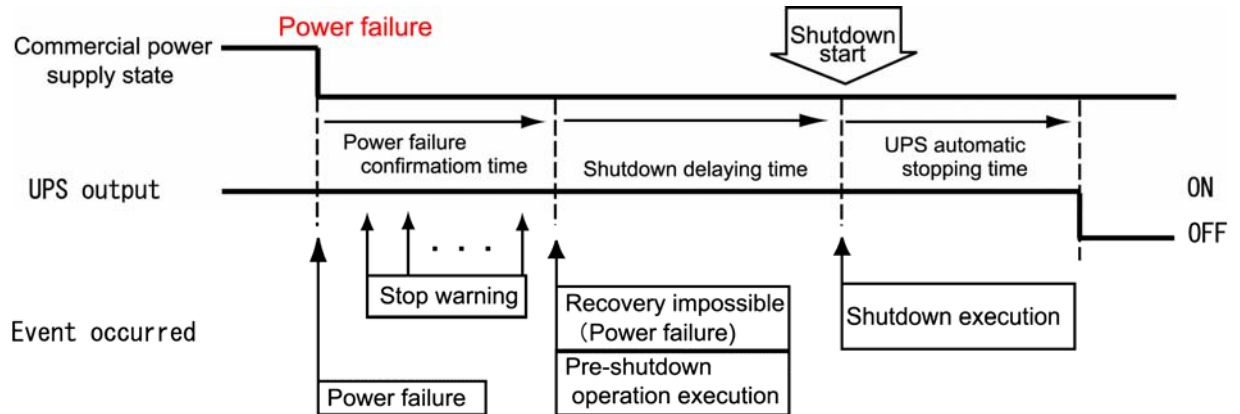 Power failure
Commercial power
supply state
Shutdown
start
Power failure
confirmatiom time
Shutdown delaying time
UPS automatic
stopping time
UPS output
ON
OFF
Stop warning
Event occurred
Recovery impossible
(Power failure)
Pre-shutdown
operation execution
Shutdown execution
Power failure